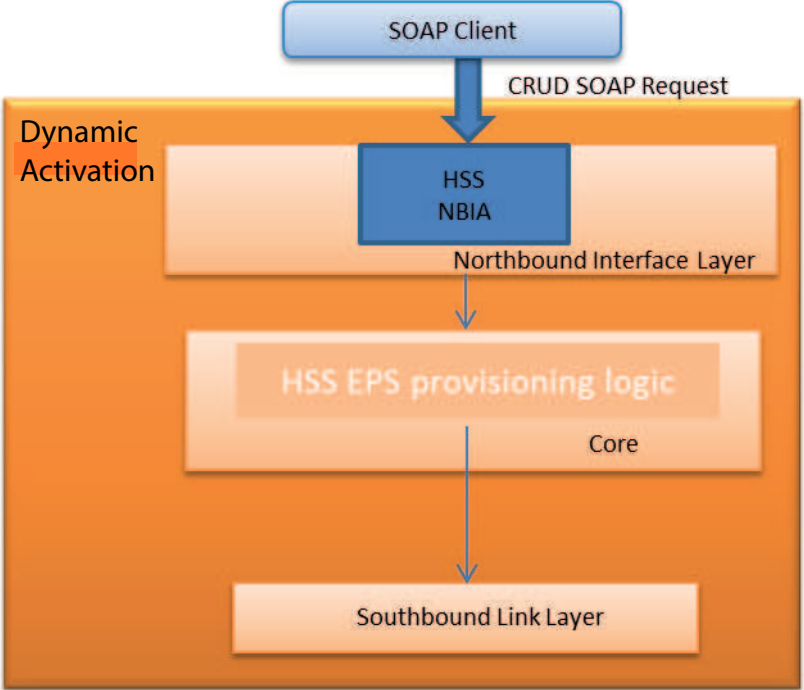 SOAP Client
CRUD SOAP Request
Dynamic
Activation
HSS
NBIA
Northbound Interface Layer
HSS EPS provisioning logic
Core
Southbound Link Layer